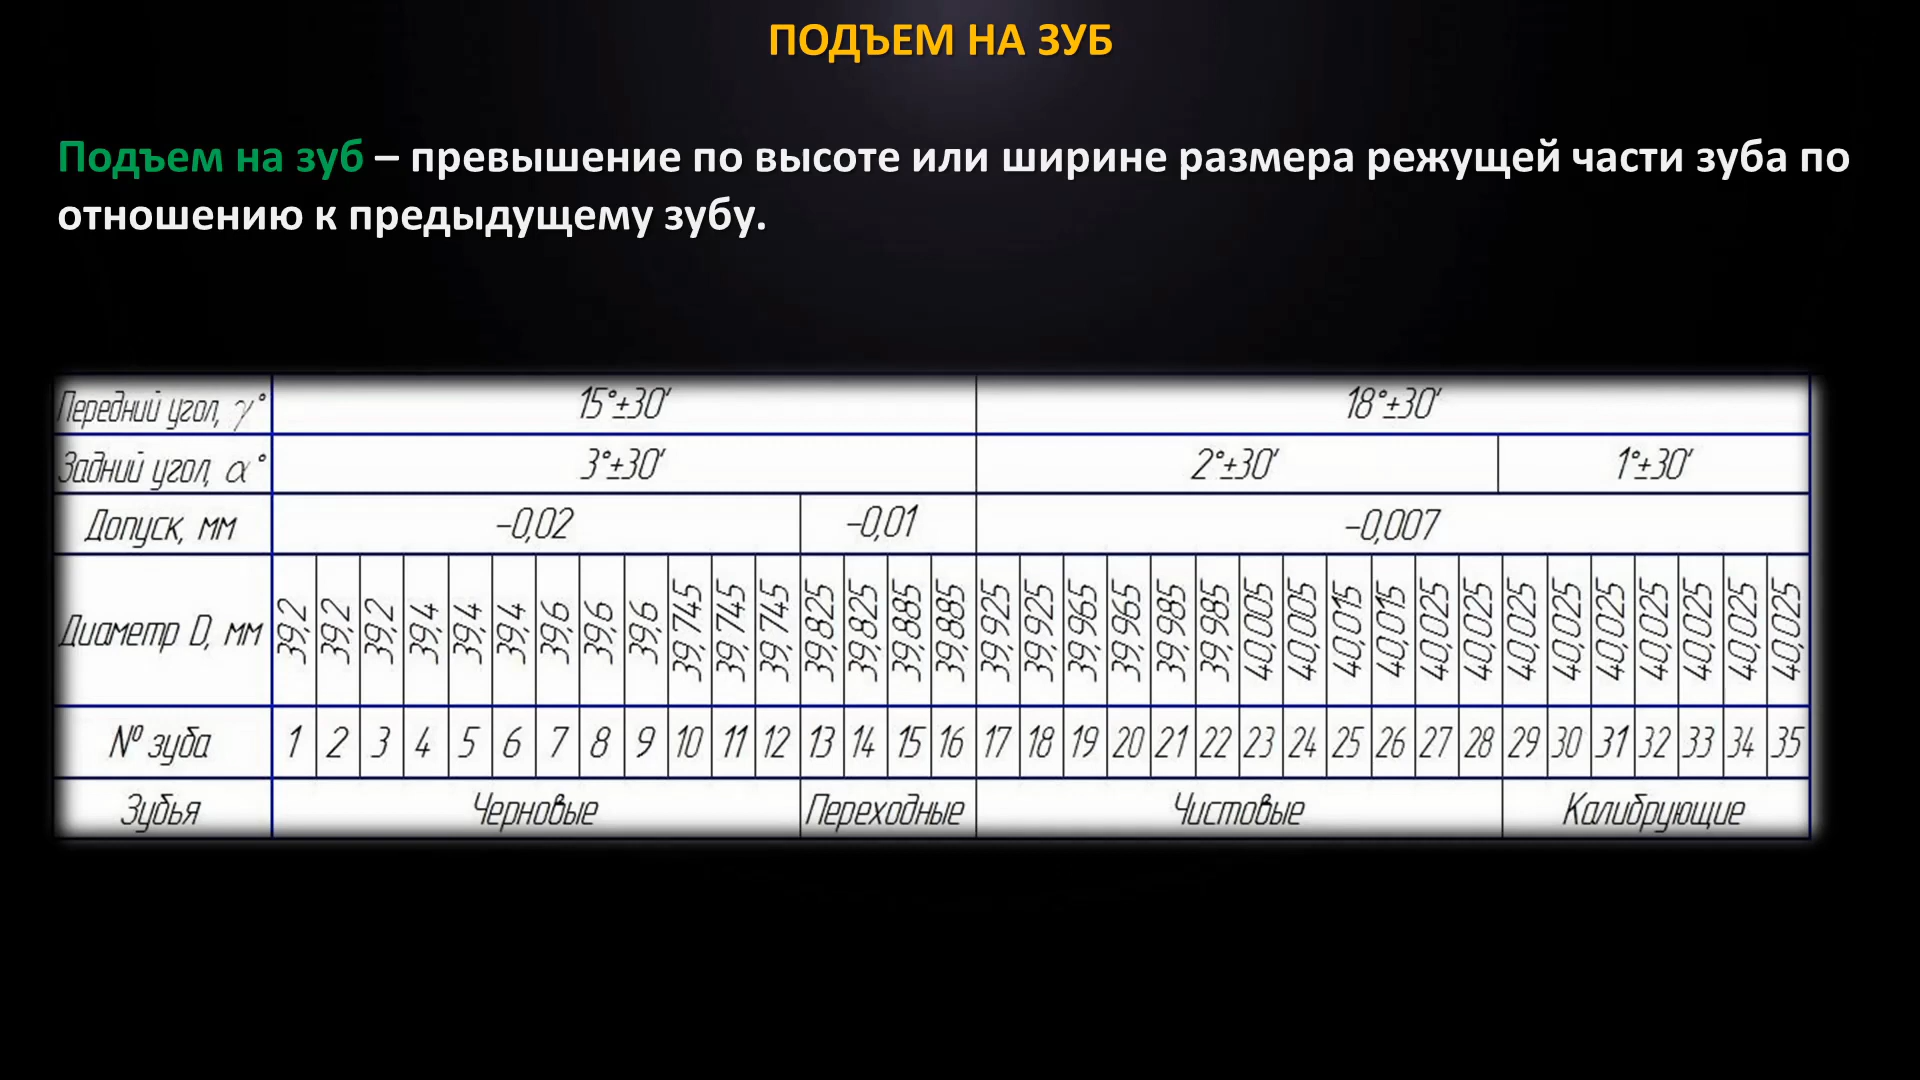 ПОДЪЕМ НА ЗУБ
Подъем на зуб – превышение по высоте или ширине размера режущей части зуба по
отношению к предыдущему зубу.
Передний угол, γ° 15°±30' 18°±30'
Задний угол, α° 3°±30' 2°±30' 1°±30'
Допуск, мм -0,02 -0,01 -0,007
Диаметр D, мм 39,2 39,2 39,2 39,4 39,4 39,4 39,6 39,6 39,6 39,745 39,745 39,745 39,825 39,825 39,885 39,885 39,925 39,925 39,965 39,965 39,985 39,985 40,005 40,005 40,015 40,015 40,025 40,025 40,025 40,025 40,025 40,025 40,025 40,025 40,025
№ зуба 1 2 3 4 5 6 7 8 9 10 11 12 13 14 15 16 17 18 19 20 21 22 23 24 25 26 27 28 29 30 31 32 33 34 35
Зубья Черновые Переходные Чистовые Калибрующие